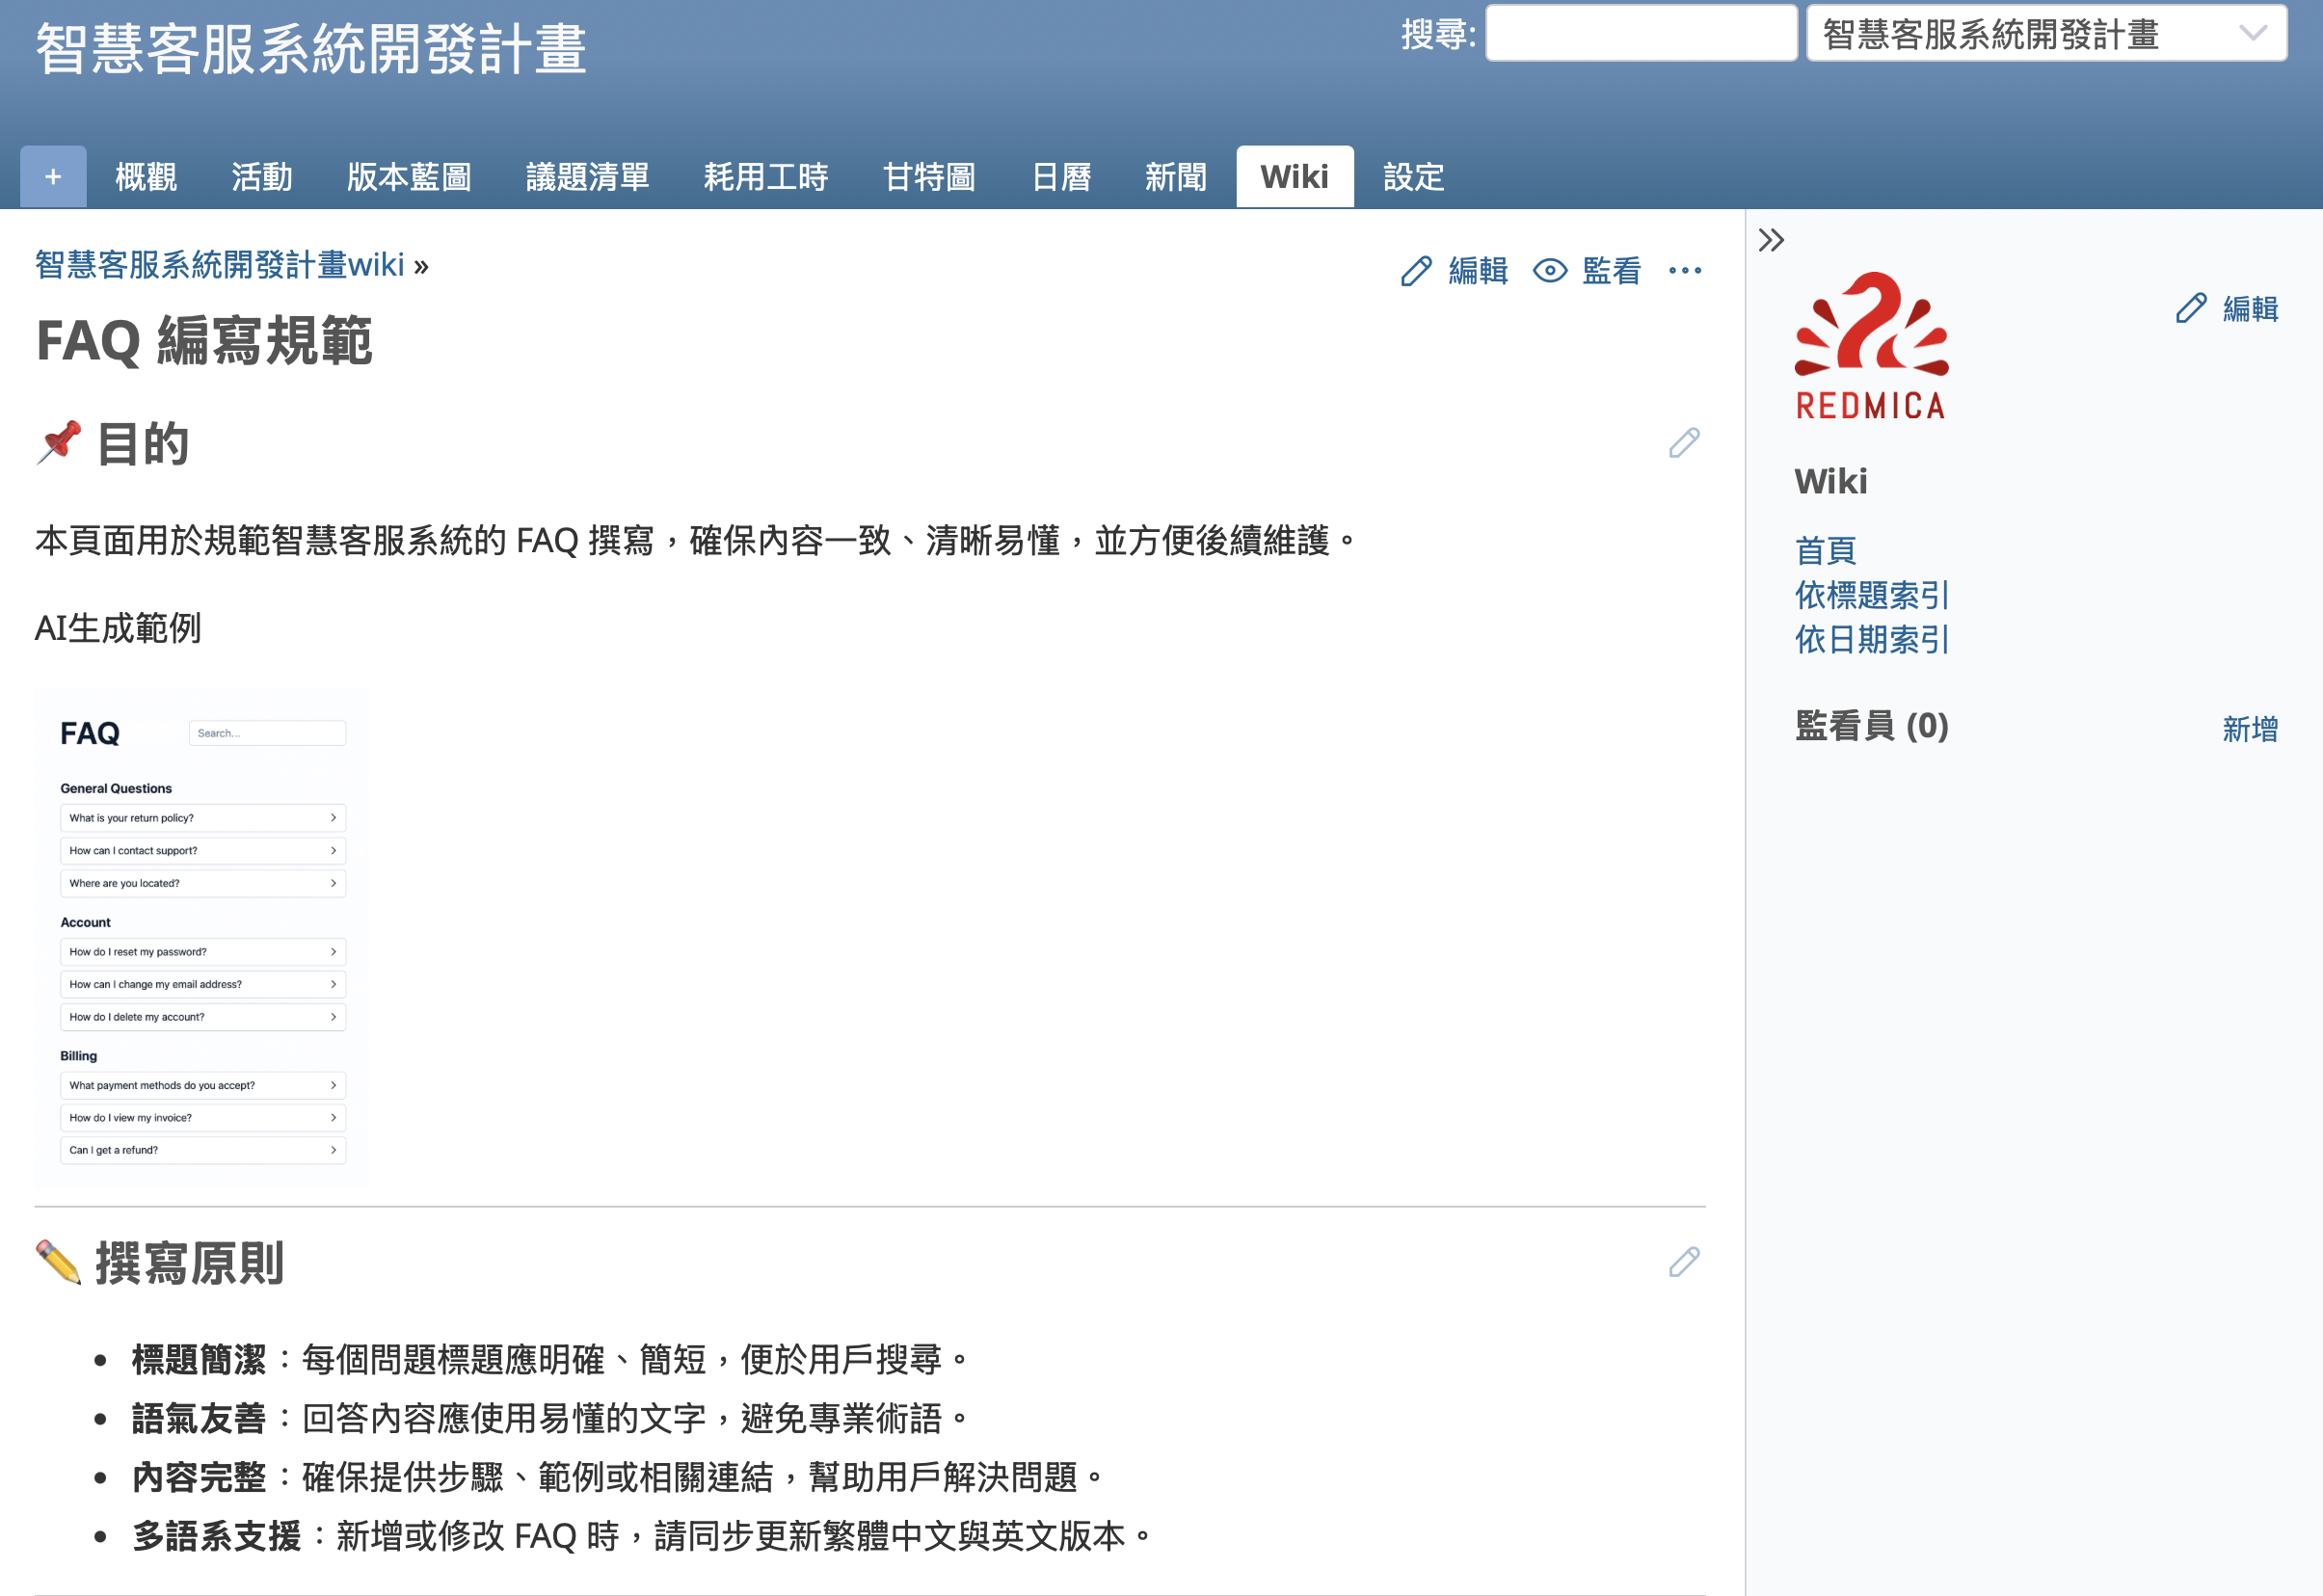 智慧客服系統開發計畫
搜尋: 智慧客服系統開發計畫
+ 概觀 活動 版本藍圖 議題清單 耗用工時 甘特圖 日曆 新聞 Wiki 設定
智慧客服系統開發計畫wiki »
編輯 監看 •••
FAQ 編寫規範
📌 目的
本頁面用於規範智慧客服系統的 FAQ 撰寫，確保內容一致、清晰易懂，並方便後續維護。
AI生成範例
FAQ
Search...
General Questions
What is your return policy?
How can I contact support?
Where are you located?
Account
How do I reset my password?
How can I change my email address?
How do I delete my account?
Billing
What payment methods do you accept?
How do I view my invoice?
Can I get a refund?
✏️ 撰寫原則
• 標題簡潔：每個問題標題應明確、簡短，便於用戶搜尋。
• 語氣友善：回答內容應使用易懂的文字，避免專業術語。
• 內容完整：確保提供步驟、範例或相關連結，幫助用戶解決問題。
• 多語系支援：新增或修改 FAQ 時，請同步更新繁體中文與英文版本。
REDMICA
編輯
Wiki
首頁
依標題索引
依日期索引
監看員 (0)
新增